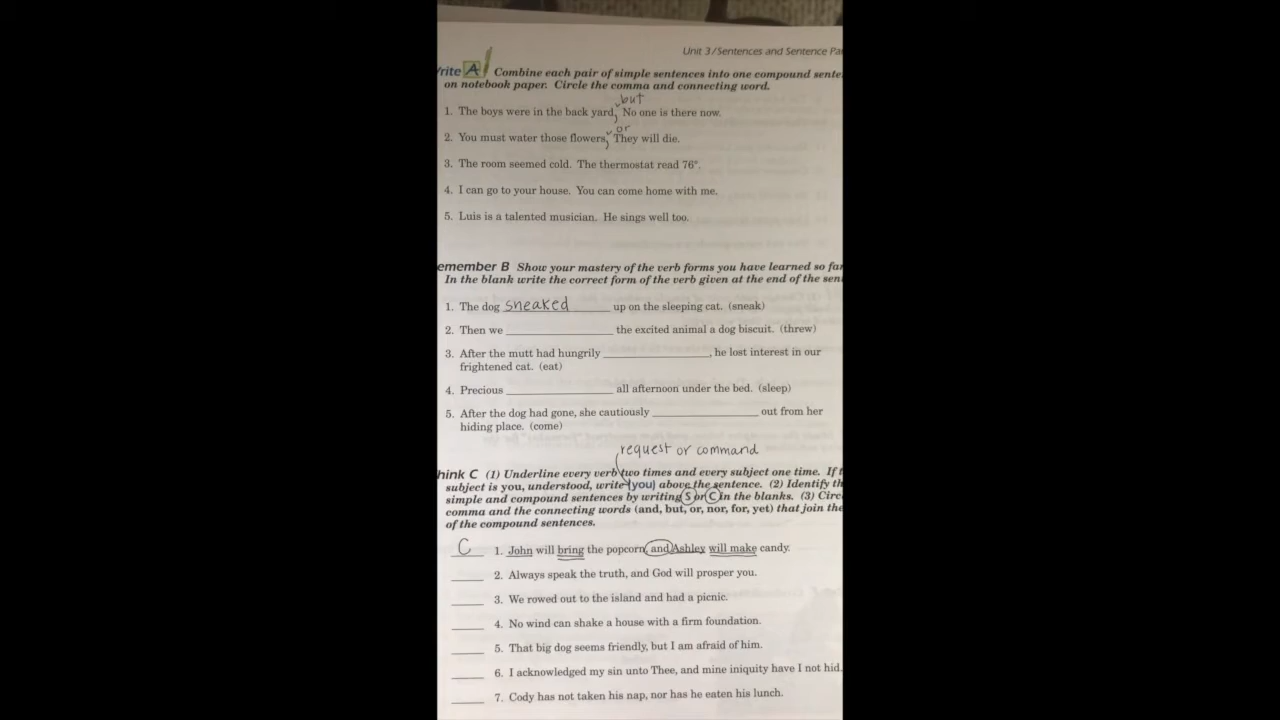 Unit 3/Sentences and Sentence Pa
rite A Combine each pair of simple sentences into one compound sente
on notebook paper. Circle the comma and connecting word.
but
1. The boys were in the back yard, No one is there now.
or
2. You must water those flowers, They will die.
3. The room seemed cold. The thermostat read 76°.
4. I can go to your house. You can come home with me.
5. Luis is a talented musician. He sings well too.
emember B Show your mastery of the verb forms you have learned so far
In the blank write the correct form of the verb given at the end of the sen
1. The dog sneaked up on the sleeping cat. (sneak)
2. Then we ____ the excited animal a dog biscuit. (threw)
3. After the mutt had hungrily ____, he lost interest in our
frightened cat. (eat)
4. Precious ____ all afternoon under the bed. (sleep)
5. After the dog had gone, she cautiously ____ out from her
hiding place. (come)
request or command
hink C (1) Underline every verb two times and every subject one time. If t
subject is you, understood, write (you) above the sentence. (2) Identify th
simple and compound sentences by writing S or C in the blanks. (3) Circ
comma and the connecting words (and, but, or, nor, for, yet) that join the
of the compound sentences.
C 1. John will bring the popcorn, and Ashley will make candy.
____ 2. Always speak the truth, and God will prosper you.
____ 3. We rowed out to the island and had a picnic.
____ 4. No wind can shake a house with a firm foundation.
____ 5. That big dog seems friendly, but I am afraid of him.
____ 6. I acknowledged my sin unto Thee, and mine iniquity have I not hid.
____ 7. Cody has not taken his nap, nor has he eaten his lunch.